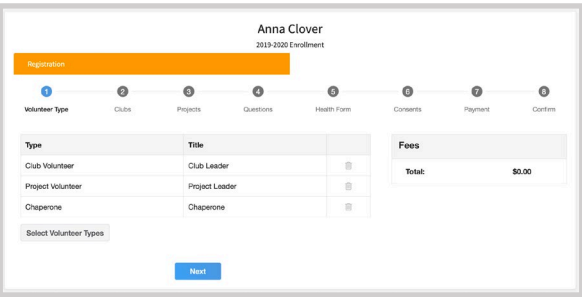 Anna Clover
2019-2020 Enrollment
Registration
1 2 3 4 5 6 7 8
Volunteer Type Clubs Projects Questions Health Form Consents Payment Confirm
Type Title
Club Volunteer Club Leader
Project Volunteer Project Leader
Chaperone Chaperone
Select Volunteer Types
Fees
Total: $0.00
Next